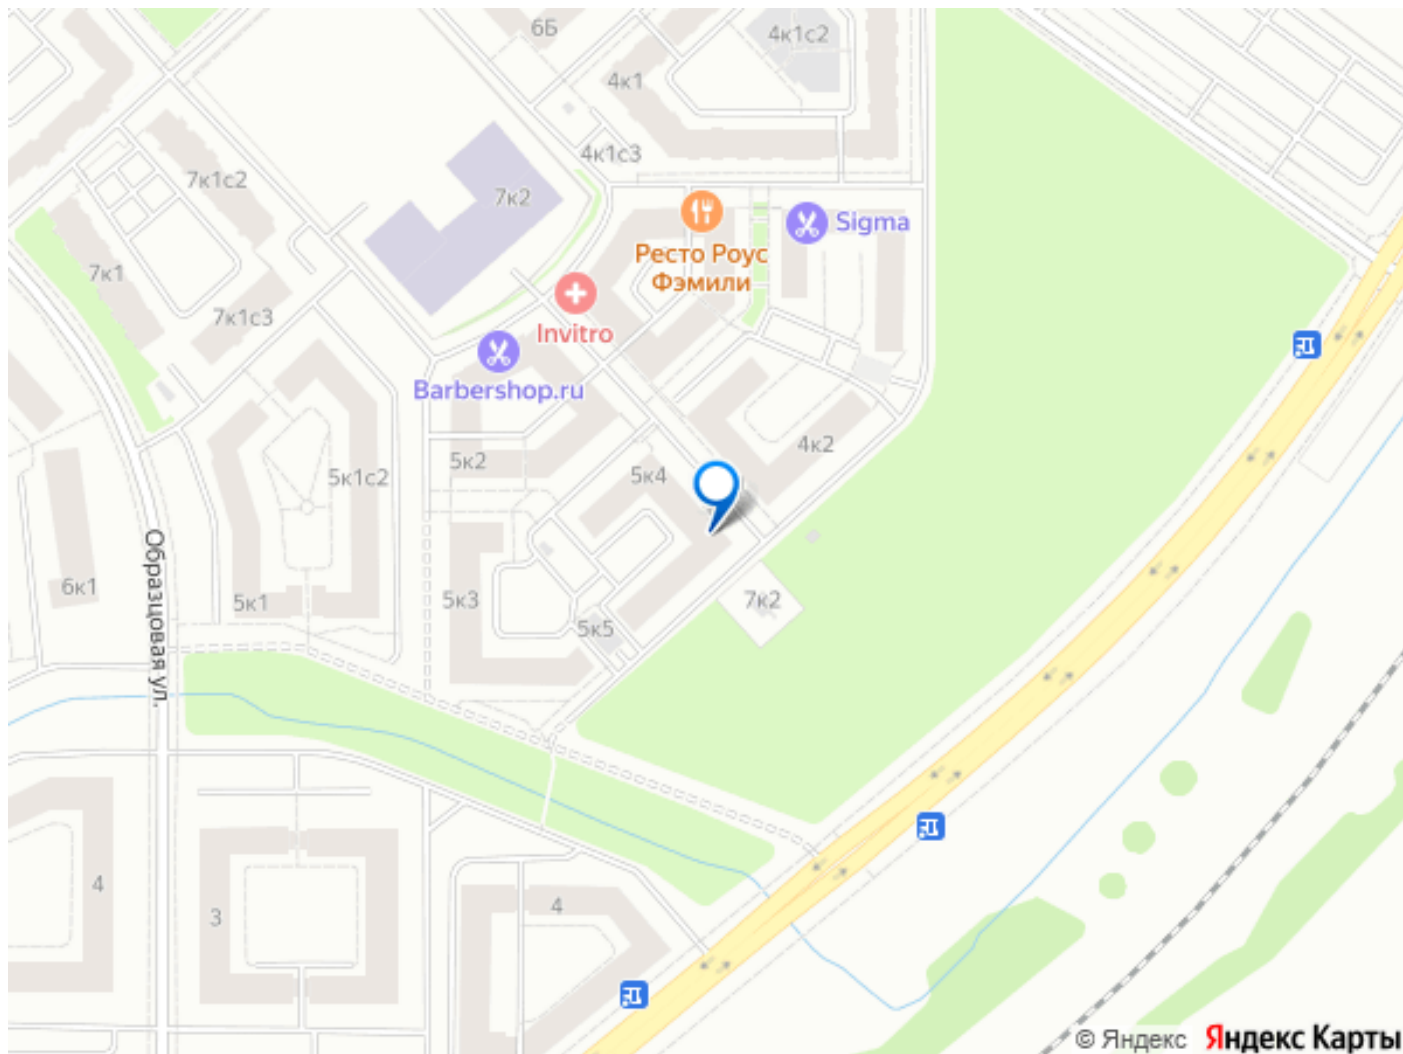 6Б
4к1с2
4к1
4к1с3
7к1с2
7к2
Sigma
Ресто Роус
Фэмили
7к1
7к1с3
Invitro
Barbershop.ru
4к2
5к2
5к4
5к1с2
Образцовая ул.
6к1
5к1
5к3
7к2
5к5
4
3
4
© Яндекс
Яндекс Карты